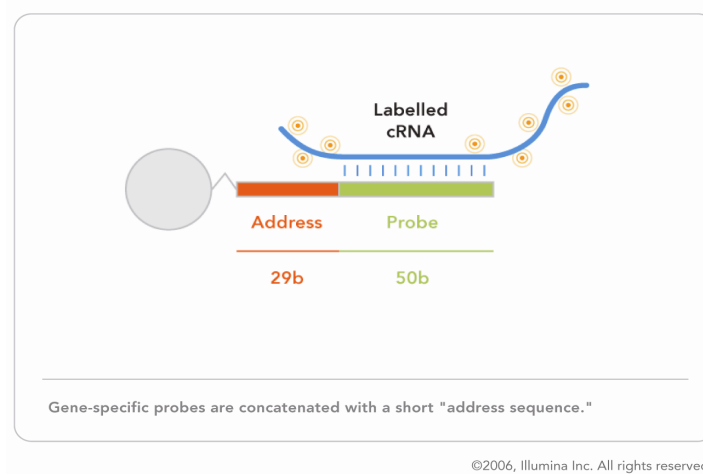 Labelled
cRNA
Address Probe
29b 50b
Gene-specific probes are concatenated with a short "address sequence."
©2006, Illumina Inc. All rights reserved